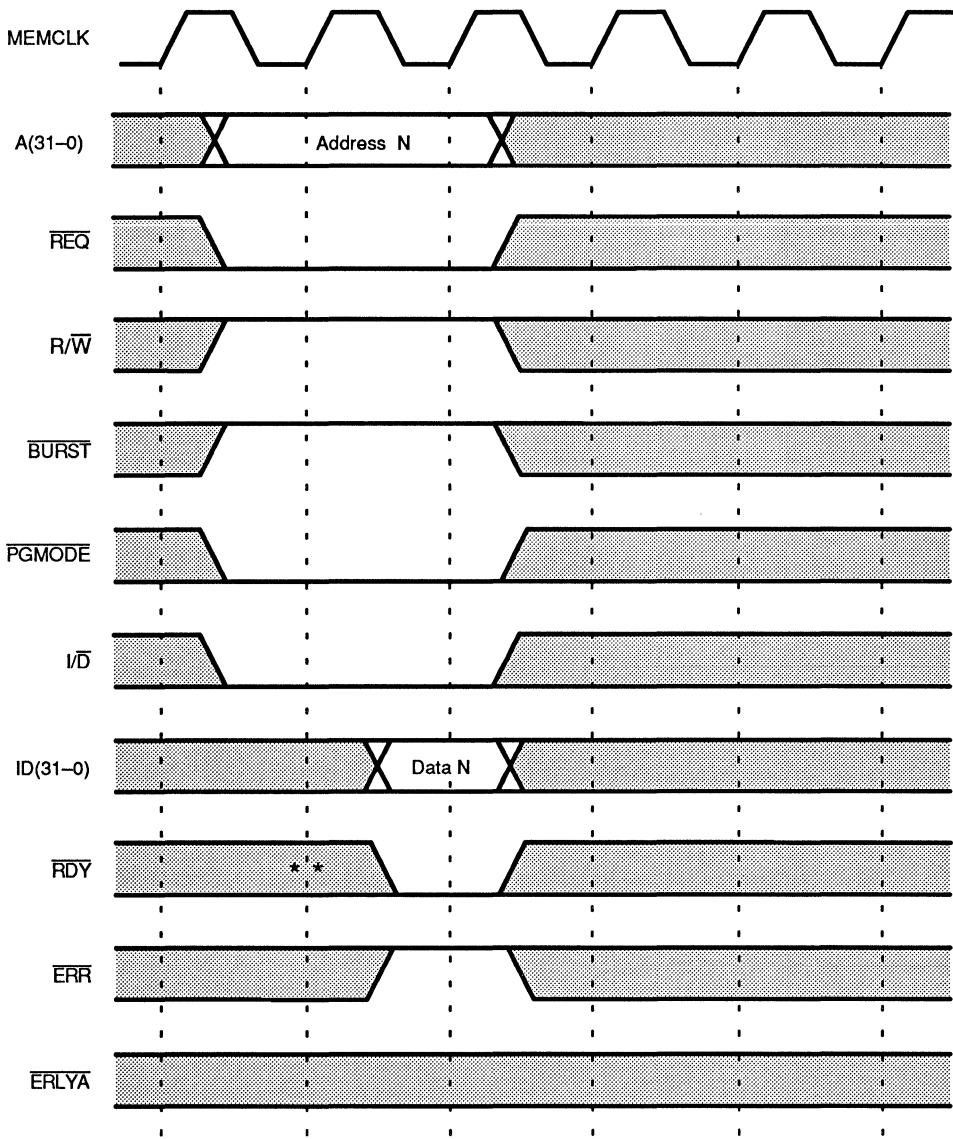 MEMCLK
A(31–0)
Address N
REQ
R/W
BURST
PGMODE
I/D
ID(31–0)
Data N
RDY
* *
ERR
ERLYA